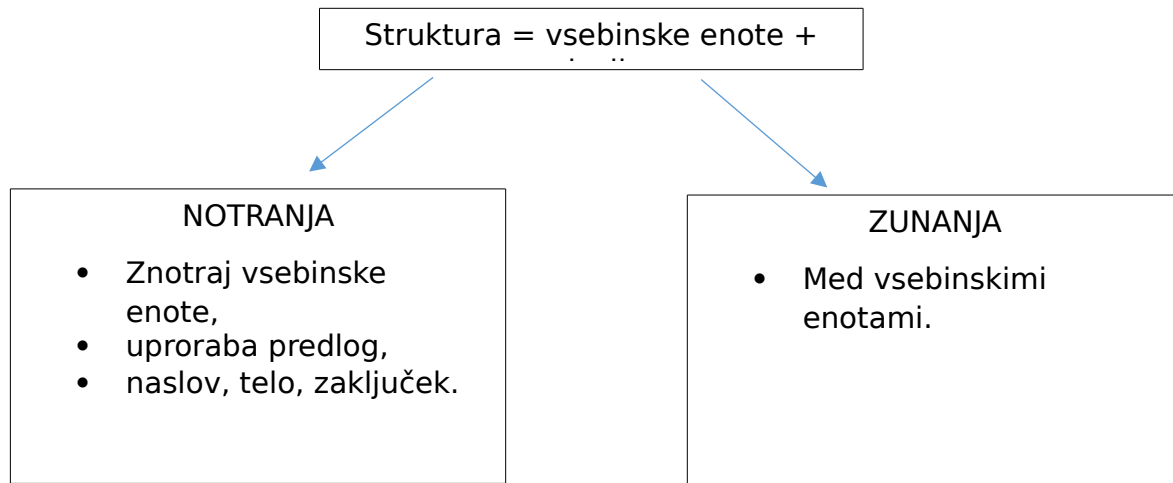 Struktura = vsebinske enote +
NOTRANJA
• Znotraj vsebinske
enote,
• uproraba predlog,
• naslov, telo, zaključek.
ZUNANJA
• Med vsebinskimi
enotami.